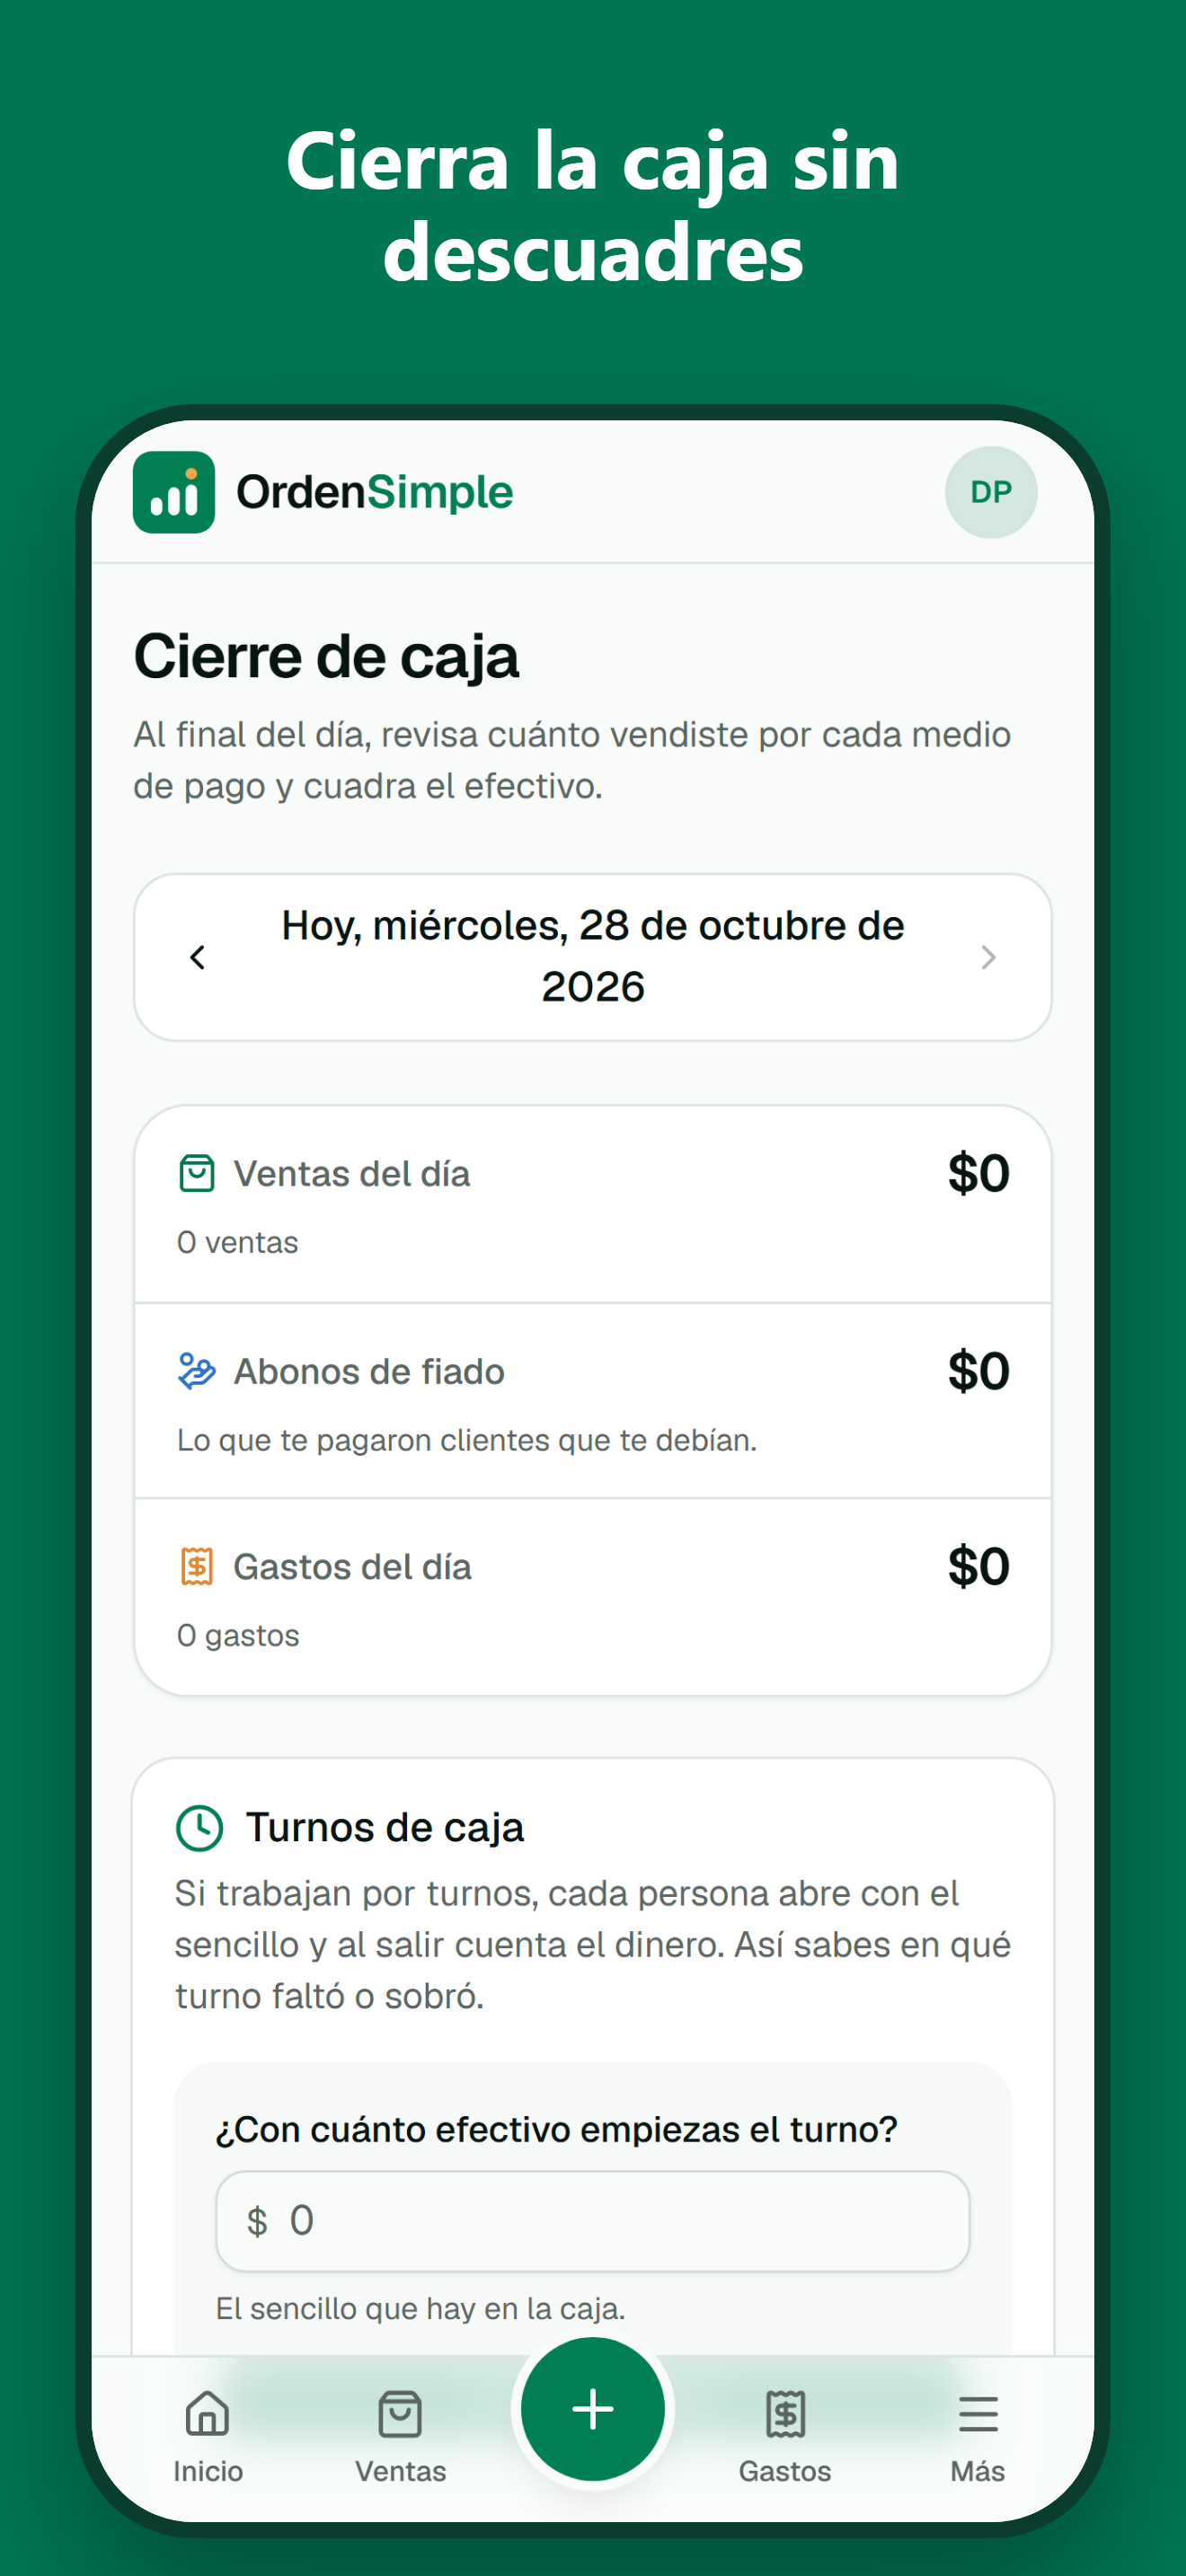 Cierra la caja sin
descuadres
OrdenSimple
DP
Cierre de caja
Al final del día, revisa cuánto vendiste por cada medio
de pago y cuadra el efectivo.
Hoy, miércoles, 28 de octubre de
2026
Ventas del día
$0
0 ventas
Abonos de fiado
$0
Lo que te pagaron clientes que te debían.
Gastos del día
$0
0 gastos
Turnos de caja
Si trabajan por turnos, cada persona abre con el
sencillo y al salir cuenta el dinero. Así sabes en qué
turno faltó o sobró.
¿Con cuánto efectivo empiezas el turno?
$ 0
El sencillo que hay en la caja.
Inicio
Ventas
Gastos
Más